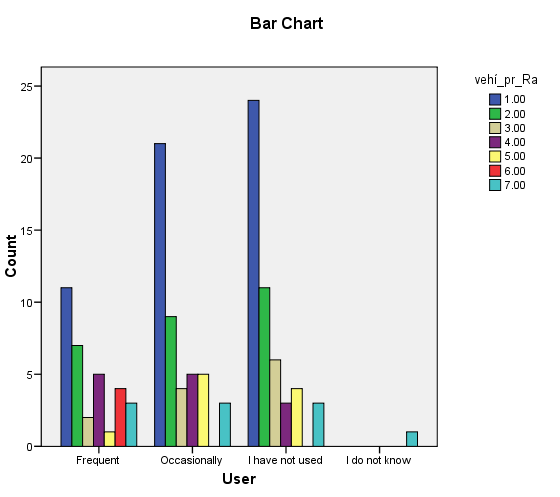 Bar Chart
vehí_pr_Ra
1.00
2.00
3.00
4.00
5.00
6.00
7.00
25
20
15
10
5
0
Count
Frequent
Occasionally
I have not used
I do not know
User